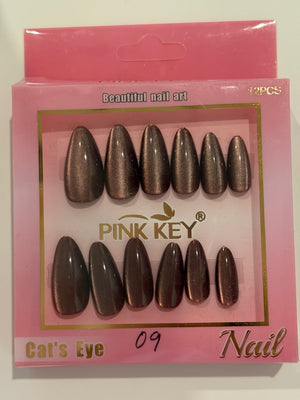 Beautiful nail art
12PCS
PINK KEY®
Cat's Eye
09
Nail